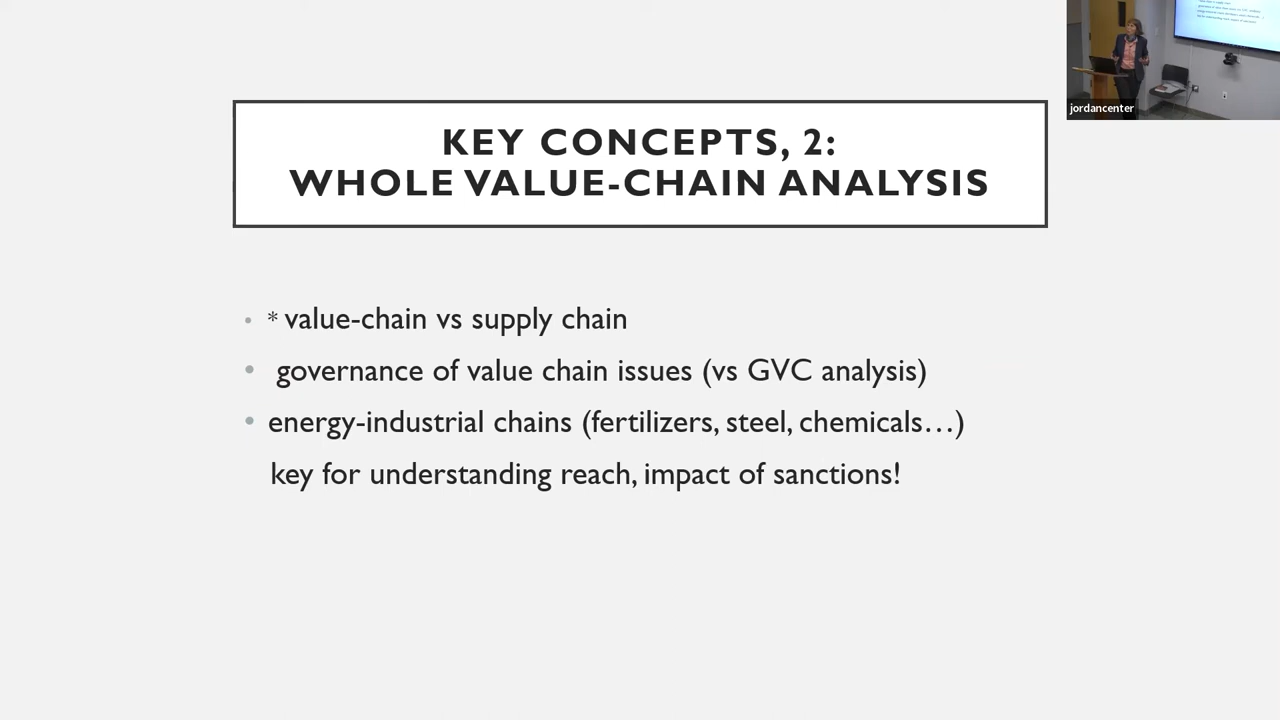 KEY CONCEPTS, 2:
WHOLE VALUE-CHAIN ANALYSIS
• * value-chain vs supply chain
• governance of value chain issues (vs GVC analysis)
• energy-industrial chains (fertilizers, steel, chemicals…)
key for understanding reach, impact of sanctions!
jordancenter